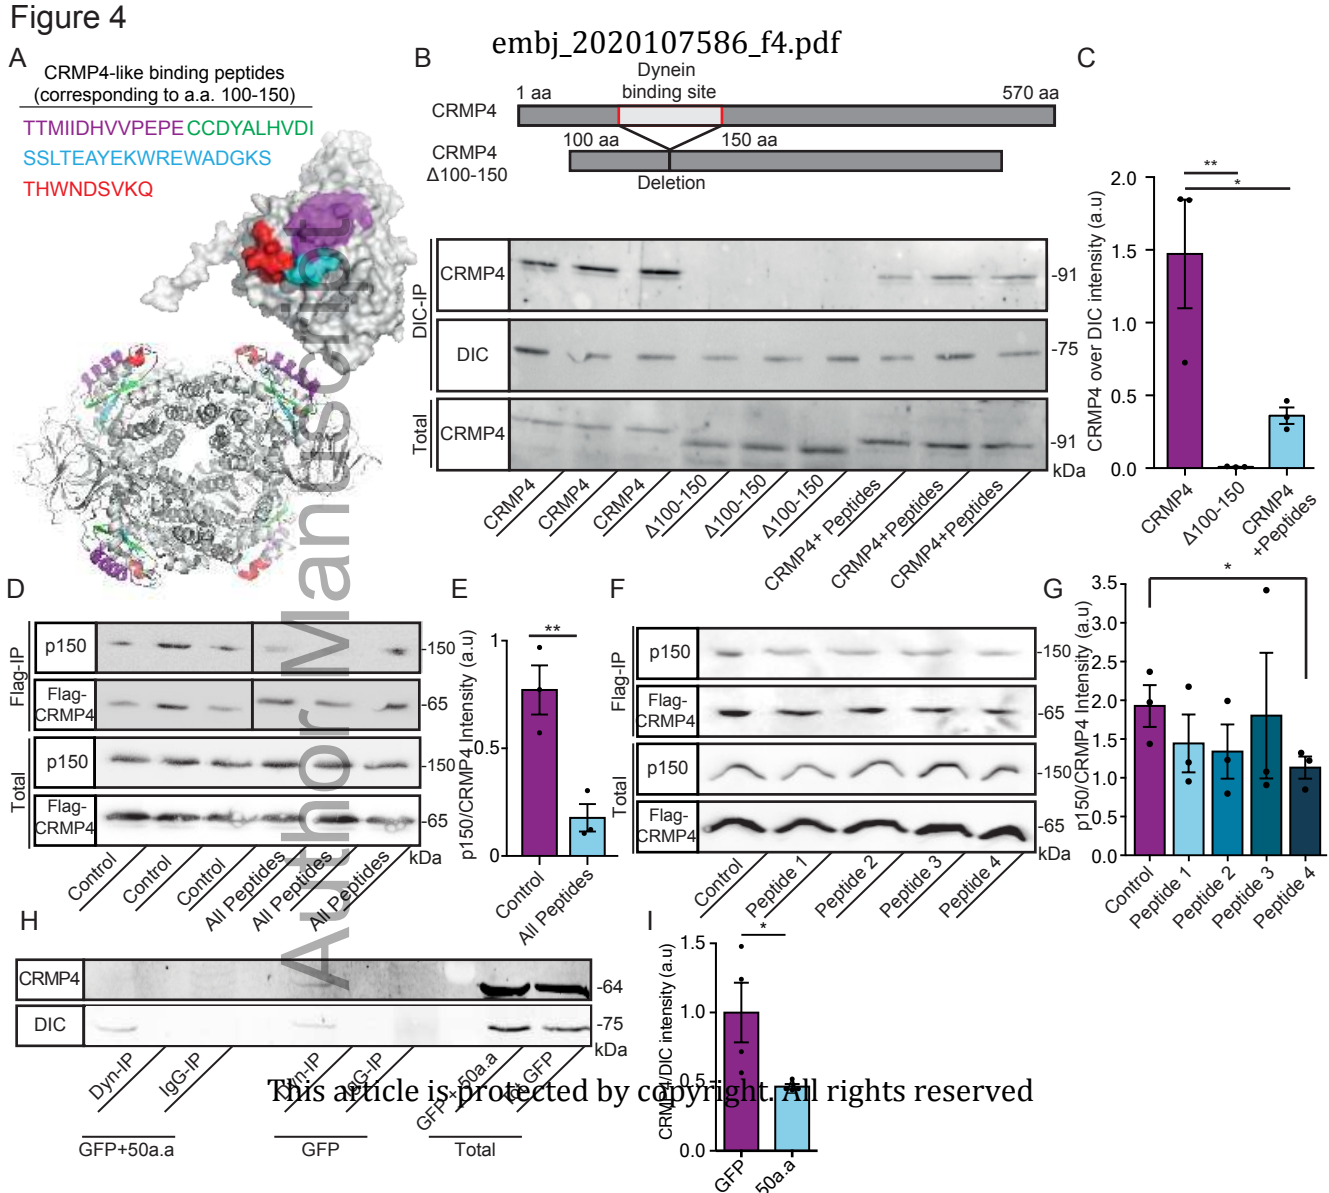 Figure 4
embj_2020107586_f4.pdf
A
CRMP4-like binding peptides
(corresponding to a.a. 100-150)
TTMIIDHVVPEPE CCDYALHVDI
SSLTEAYEKWREWADGKS
THWNDSVKQ
B
Dynein
binding site
1 aa
570 aa
CRMP4
100 aa
150 aa
CRMP4
Δ100-150
Deletion
DIC-IP
CRMP4
-91
DIC
-75
Total
CRMP4
-91
kDa
CRMP4
CRMP4
CRMP4
Δ100-150
Δ100-150
Δ100-150
CRMP4+ Peptides
CRMP4+Peptides
CRMP4+Peptides
C
CRMP4 over DIC intensity (a.u)
2.0
1.5
1.0
0.5
0.0
**
*
CRMP4
Δ100-150
CRMP4
+Peptides
D
Flag-IP
p150
-150
Flag-
CRMP4
-65
Total
p150
-150
Flag-
CRMP4
-65
kDa
Control
Control
Control
All Peptides
All Peptides
All Peptides
E
p150/CRMP4 Intensity (a.u)
1
0.5
0
**
Control
All Peptides
F
Flag-IP
p150
-150
Flag-
CRMP4
-65
Total
p150
-150
Flag-
CRMP4
-65
kDa
Control
Peptide 1
Peptide 2
Peptide 3
Peptide 4
G
p150/CRMP4 Intensity (a.u)
3.5
3.0
2.5
2.0
1.5
1.0
0.5
0.0
*
Control
Peptide 1
Peptide 2
Peptide 3
Peptide 4
H
CRMP4
-64
DIC
-75
kDa
Dyn-IP
IgG-IP
Dyn-IP
IgG-IP
GFP + 50a.a
GFP
GFP+50a.a
GFP
Total
I
CRMP4/DIC intensity (a.u)
1.5
1.0
0.5
0.0
*
GFP
50a.a
Author Manuscript
This article is protected by copyright. All rights reserved